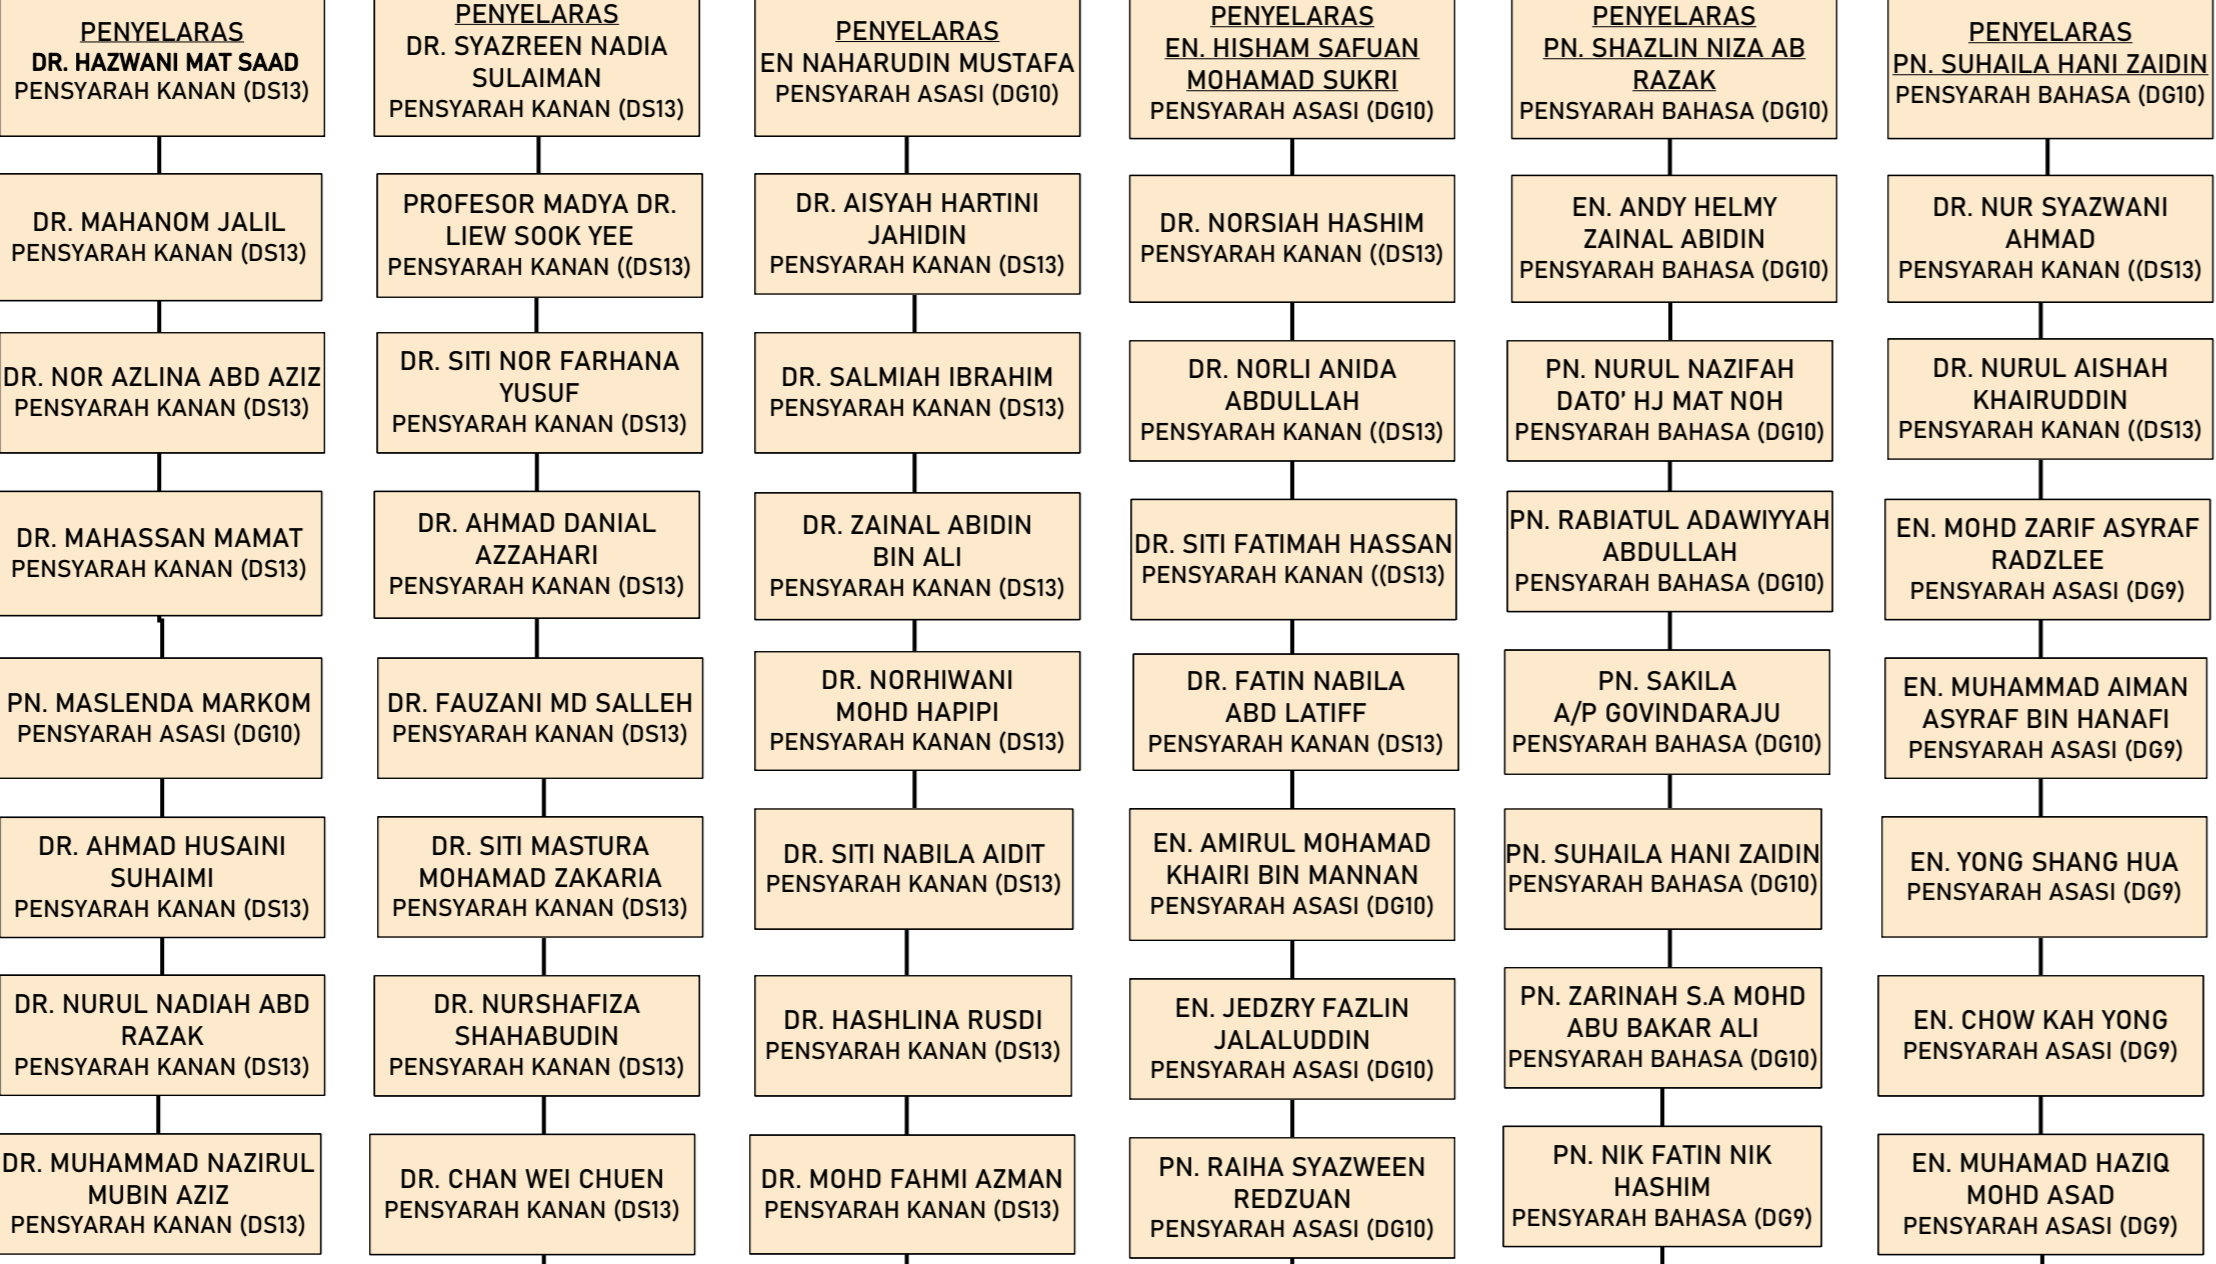 PENYELARAS
DR. HAZWANI MAT SAAD
PENSYARAH KANAN (DS13)
DR. MAHANOM JALIL
PENSYARAH KANAN (DS13)
DR. NOR AZLINA ABD AZIZ
PENSYARAH KANAN (DS13)
DR. MAHASSAN MAMAT
PENSYARAH KANAN (DS13)
PN. MASLENDA MARKOM
PENSYARAH ASASI (DG10)
DR. AHMAD HUSAINI
SUHAIMI
PENSYARAH KANAN (DS13)
DR. NURUL NADIAH ABD
RAZAK
PENSYARAH KANAN (DS13)
DR. MUHAMMAD NAZIRUL
MUBIN AZIZ
PENSYARAH KANAN (DS13)
PENYELARAS
DR. SYAZREEN NADIA
SULAIMAN
PENSYARAH KANAN (DS13)
PROFESOR MADYA DR.
LIEW SOOK YEE
PENSYARAH KANAN ((DS13)
DR. SITI NOR FARHANA
YUSUF
PENSYARAH KANAN (DS13)
DR. AHMAD DANIAL
AZZAHARI
PENSYARAH KANAN (DS13)
DR. FAUZANI MD SALLEH
PENSYARAH KANAN (DS13)
DR. SITI MASTURA
MOHAMAD ZAKARIA
PENSYARAH KANAN (DS13)
DR. NURSHAFIZA
SHAHABUDIN
PENSYARAH KANAN (DS13)
DR. CHAN WEI CHUEN
PENSYARAH KANAN (DS13)
PENYELARAS
EN NAHARUDIN MUSTAFA
PENSYARAH ASASI (DG10)
DR. AISYAH HARTINI
JAHIDIN
PENSYARAH KANAN (DS13)
DR. SALMIAH IBRAHIM
PENSYARAH KANAN (DS13)
DR. ZAINAL ABIDIN
BIN ALI
PENSYARAH KANAN (DS13)
DR. NORHIWANI
MOHD HAPIPI
PENSYARAH KANAN (DS13)
DR. SITI NABILA AIDIT
PENSYARAH KANAN (DS13)
DR. HASHLINA RUSDI
PENSYARAH KANAN (DS13)
DR. MOHD FAHMI AZMAN
PENSYARAH KANAN (DS13)
PENYELARAS
EN. HISHAM SAFUAN
MOHAMAD SUKRI
PENSYARAH ASASI (DG10)
DR. NORSIAH HASHIM
PENSYARAH KANAN ((DS13)
DR. NORLI ANIDA
ABDULLAH
PENSYARAH KANAN ((DS13)
DR. SITI FATIMAH HASSAN
PENSYARAH KANAN ((DS13)
DR. FATIN NABILA
ABD LATIFF
PENSYARAH KANAN (DS13)
EN. AMIRUL MOHAMAD
KHAIRI BIN MANNAN
PENSYARAH ASASI (DG10)
EN. JEDZRY FAZLIN
JALALUDDIN
PENSYARAH ASASI (DG10)
PN. RAIHA SYAZWEEN
REDZUAN
PENSYARAH ASASI (DG10)
PENYELARAS
PN. SHAZLIN NIZA AB
RAZAK
PENSYARAH BAHASA (DG10)
EN. ANDY HELMY
ZAINAL ABIDIN
PENSYARAH BAHASA (DG10)
PN. NURUL NAZIFAH
DATO’ HJ MAT NOH
PENSYARAH BAHASA (DG10)
PN. RABIATUL ADAWIYYAH
ABDULLAH
PENSYARAH BAHASA (DG10)
PN. SAKILA
A/P GOVINDARAJU
PENSYARAH BAHASA (DG10)
PN. SUHAILA HANI ZAIDIN
PENSYARAH BAHASA (DG10)
PN. ZARINAH S.A MOHD
ABU BAKAR ALI
PENSYARAH BAHASA (DG10)
PN. NIK FATIN NIK
HASHIM
PENSYARAH BAHASA (DG9)
PENYELARAS
PN. SUHAILA HANI ZAIDIN
PENSYARAH BAHASA (DG10)
DR. NUR SYAZWANI
AHMAD
PENSYARAH KANAN ((DS13)
DR. NURUL AISHAH
KHAIRUDDIN
PENSYARAH KANAN ((DS13)
EN. MOHD ZARIF ASYRAF
RADZLEE
PENSYARAH ASASI (DG9)
EN. MUHAMMAD AIMAN
ASYRAF BIN HANAFI
PENSYARAH ASASI (DG9)
EN. YONG SHANG HUA
PENSYARAH ASASI (DG9)
EN. CHOW KAH YONG
PENSYARAH ASASI (DG9)
EN. MUHAMAD HAZIQ
MOHD ASAD
PENSYARAH ASASI (DG9)